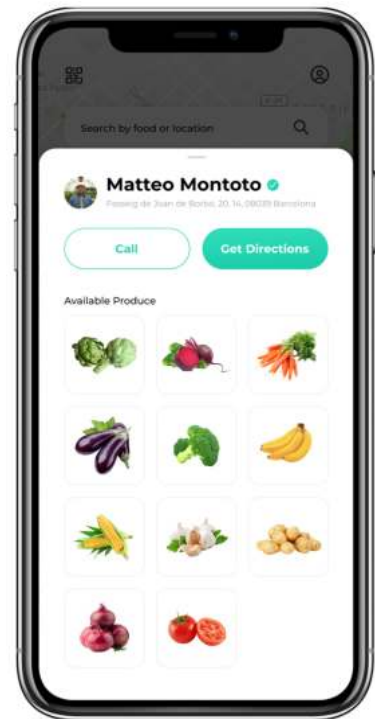 Search by food or location
Matteo Montoto
Passeig de Joan de Borbo, 20, 14, 08039 Barcelona
Call
Get Directions
Available Produce